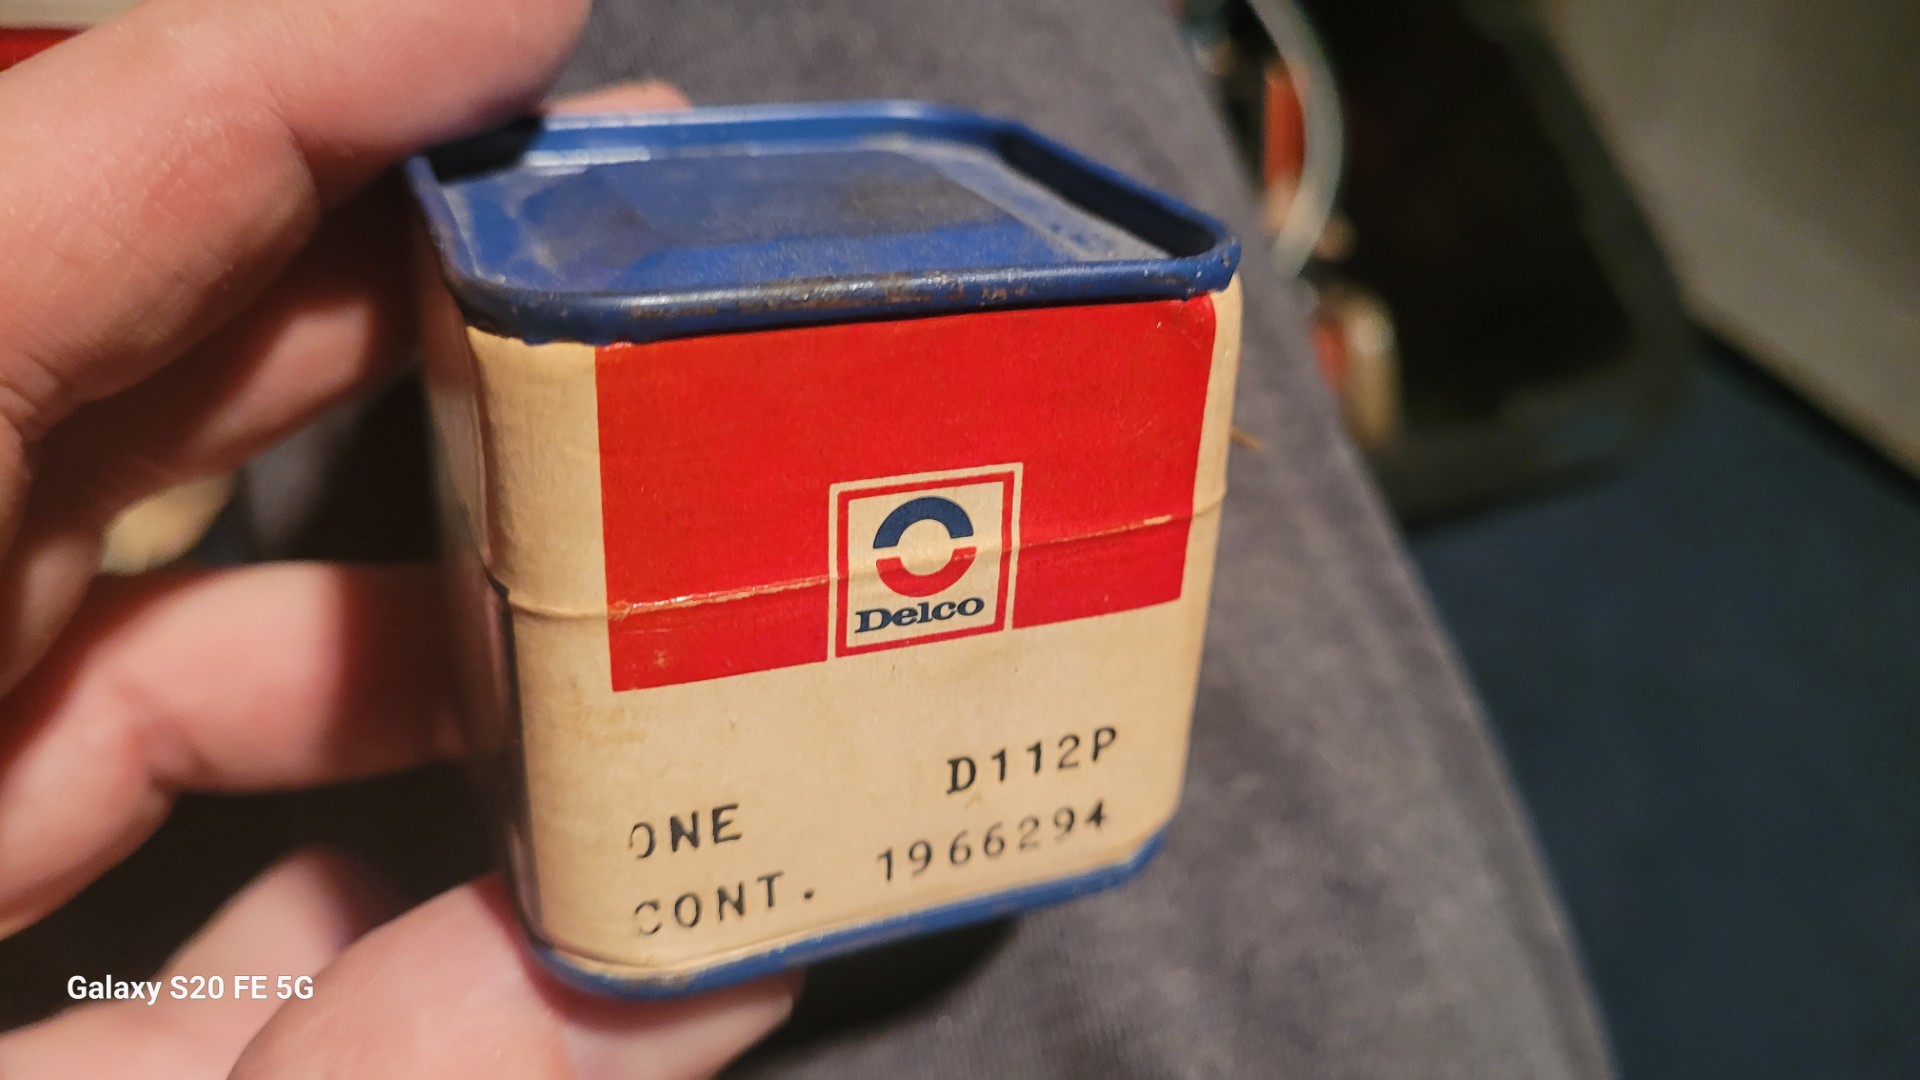 Delco
D112P
ONE
CONT. 1966294
Galaxy S20 FE 5G